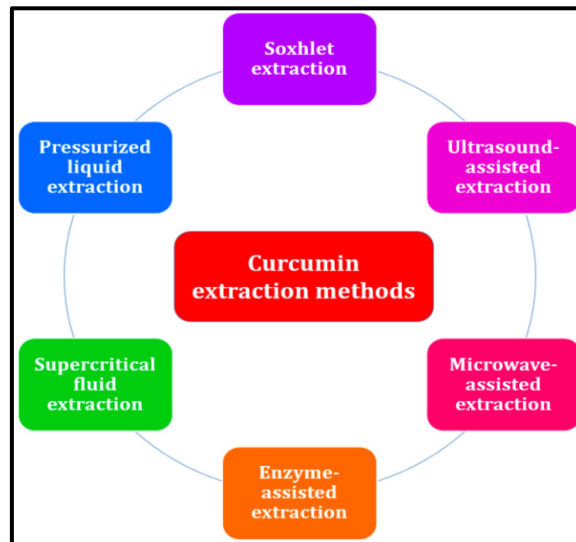 Soxhlet
extraction
Pressurized
liquid
extraction
Ultrasound-
assisted
extraction
Curcumin
extraction methods
Supercritical
fluid
extraction
Microwave-
assisted
extraction
Enzyme-
assisted
extraction